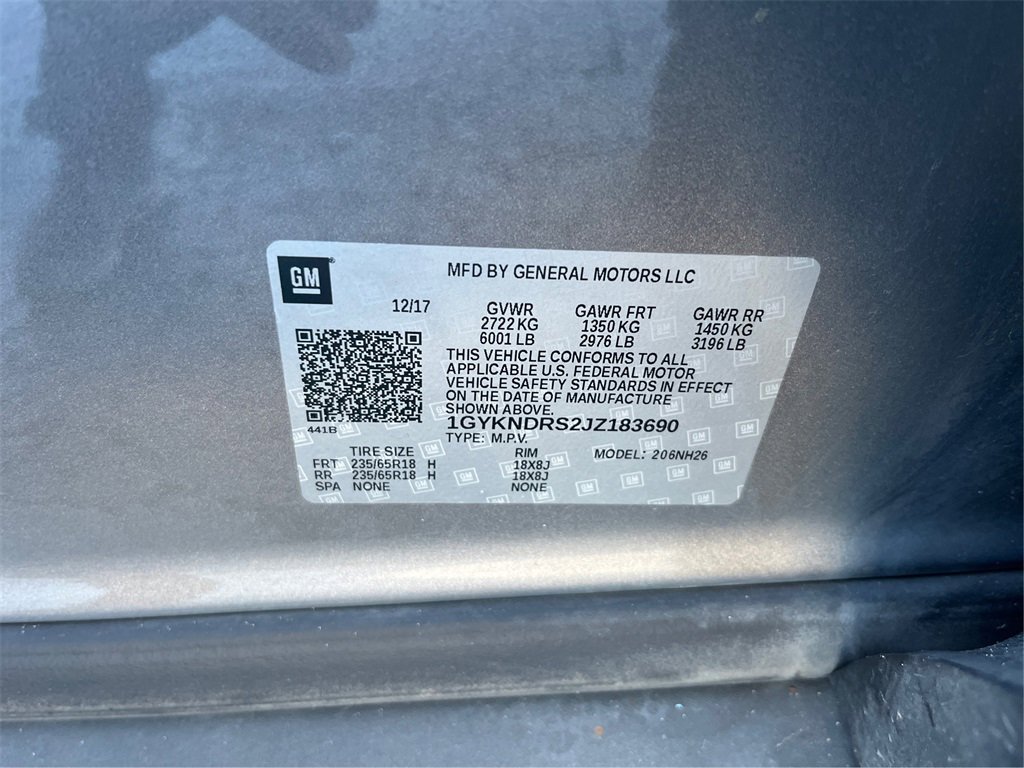 GM
MFD BY GENERAL MOTORS LLC
12/17 GVWR GAWR FRT GAWR RR
2722 KG 1350 KG 1450 KG
6001 LB 2976 LB 3196 LB
THIS VEHICLE CONFORMS TO ALL
APPLICABLE U.S. FEDERAL MOTOR
VEHICLE SAFETY STANDARDS IN EFFECT
ON THE DATE OF MANUFACTURE
SHOWN ABOVE.
441B
1GYKNDRS2JZ183690
TYPE: M.P.V. MODEL: 206NH26
TIRE SIZE RIM
FRT 235/65R18 H 18X8J
RR 235/65R18 H 18X8J
SPA NONE NONE